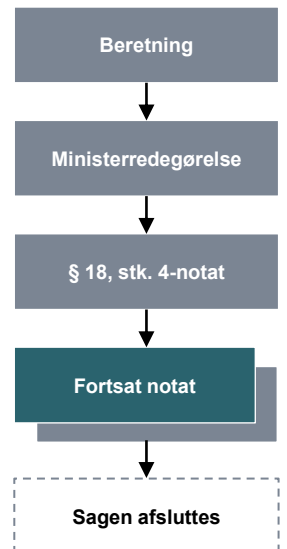 Beretning
Ministerredegørelse
§ 18, stk. 4-notat
Fortsat notat
Sagen afsluttes